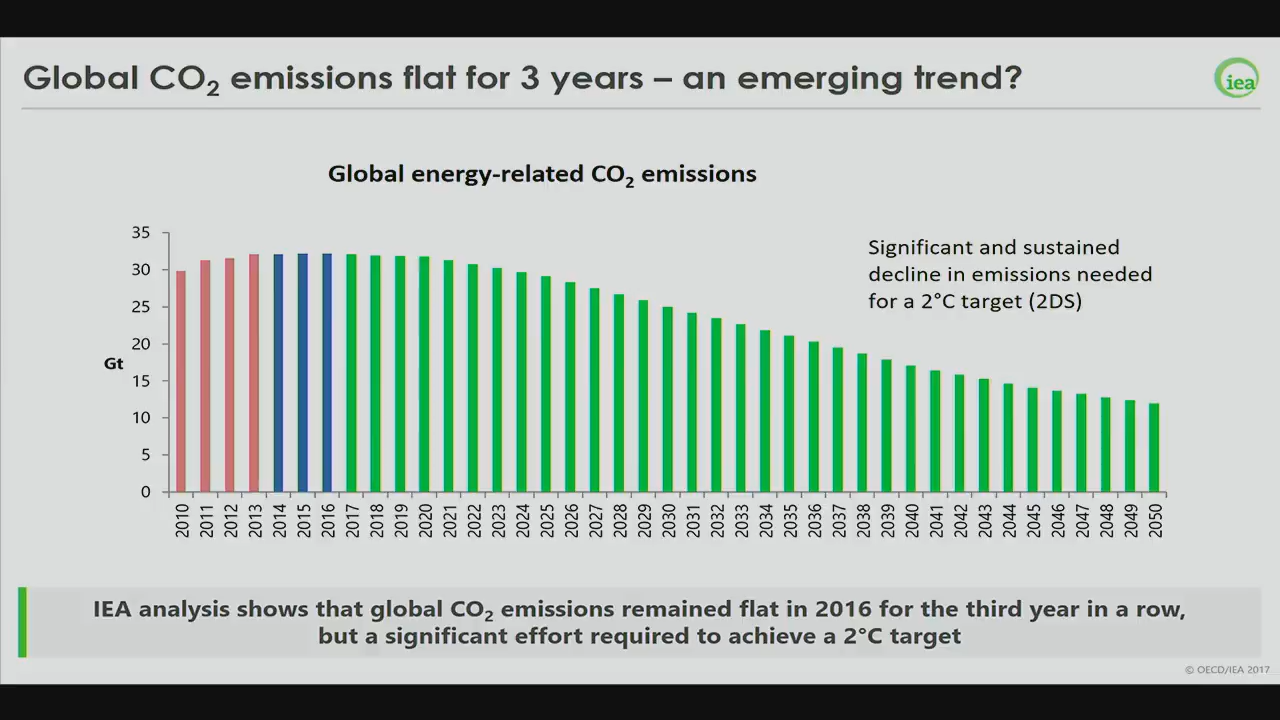 Global CO₂ emissions flat for 3 years – an emerging trend?
iea
Global energy-related CO₂ emissions
Significant and sustained
decline in emissions needed
for a 2°C target (2DS)
Gt
35
30
25
20
15
10
5
0
2010 2011 2012 2013 2014 2015 2016 2017 2018 2019 2020 2021 2022 2023 2024 2025 2026 2027 2028 2029 2030 2031 2032 2033 2034 2035 2036 2037 2038 2039 2040 2041 2042 2043 2044 2045 2046 2047 2048 2049 2050
IEA analysis shows that global CO₂ emissions remained flat in 2016 for the third year in a row,
but a significant effort required to achieve a 2°C target
© OECD/IEA 2017